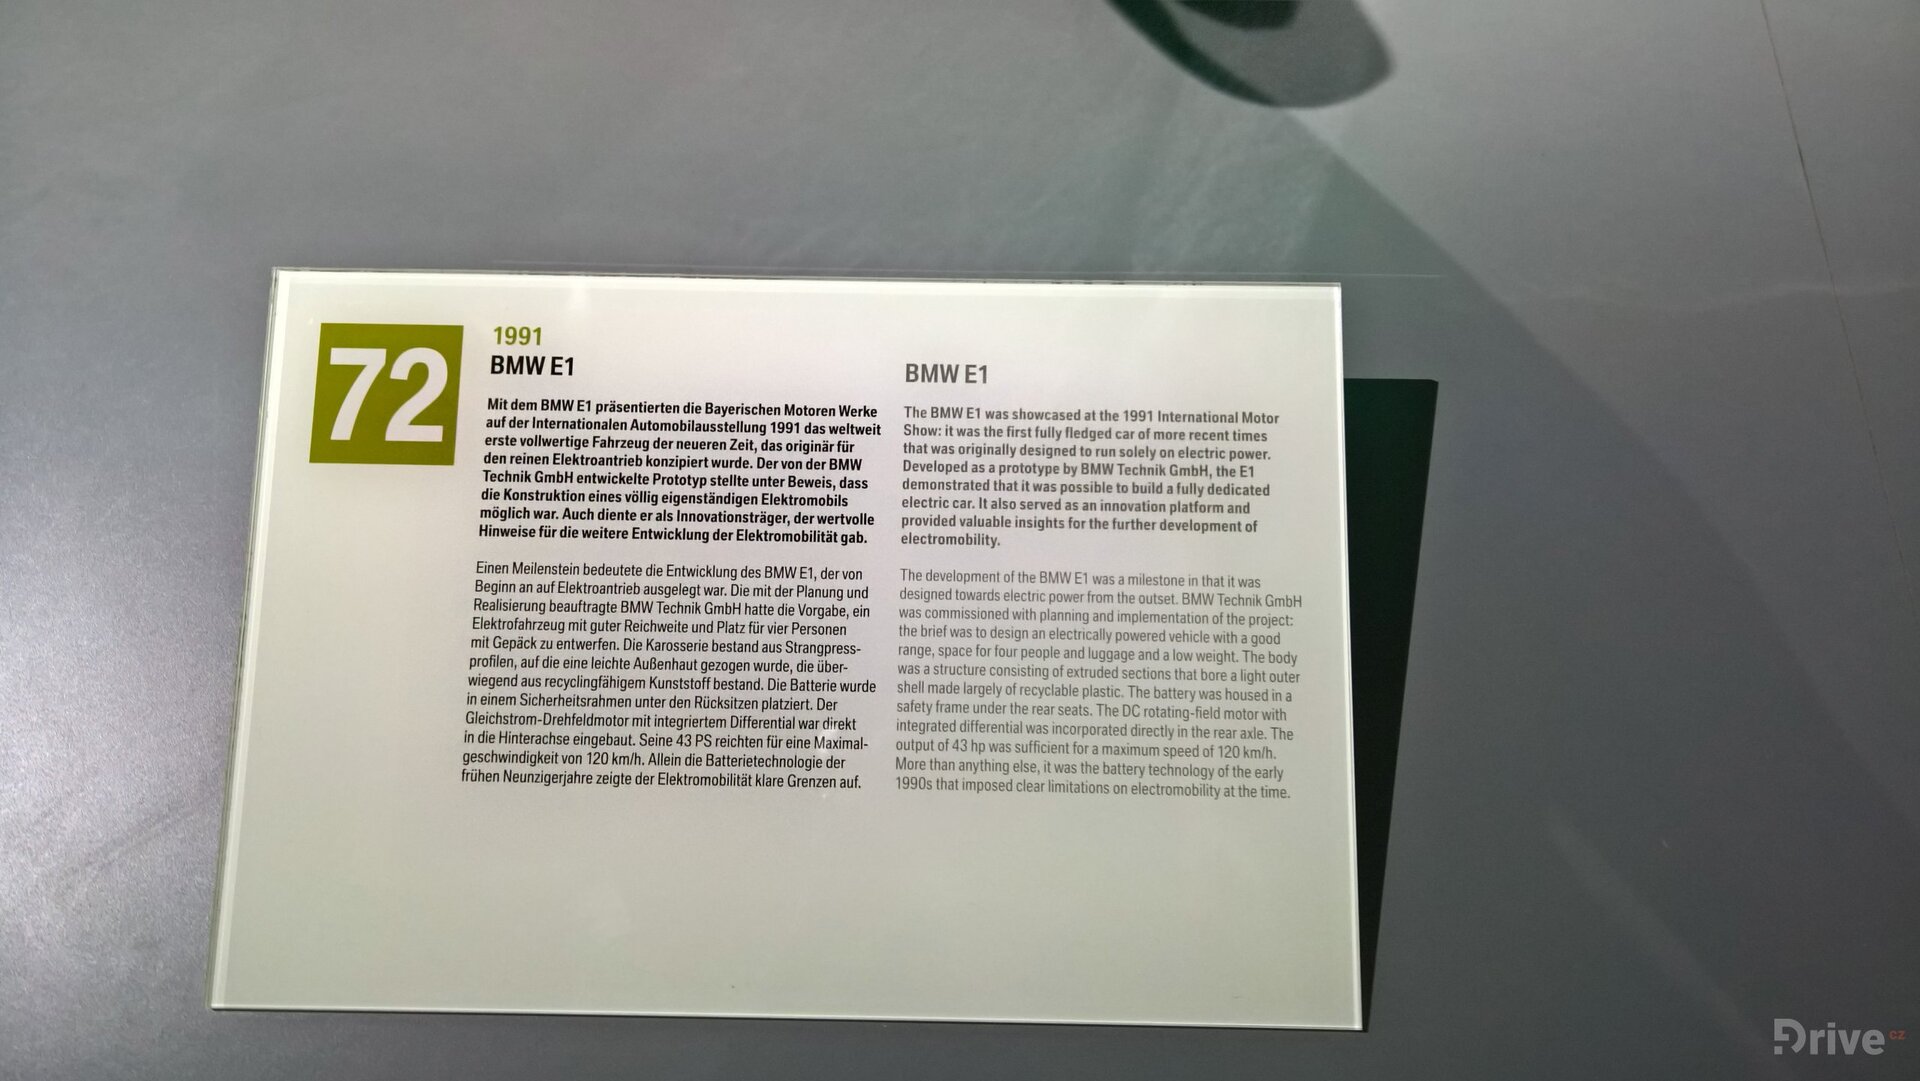 72
1991
BMW E1
Mit dem BMW E1 präsentierten die Bayerischen Motoren Werke
auf der Internationalen Automobilausstellung 1991 das weltweit
erste vollwertige Fahrzeug der neueren Zeit, das originär für
den reinen Elektroantrieb konzipiert wurde. Der von der BMW
Technik GmbH entwickelte Prototyp stellte unter Beweis, dass
die Konstruktion eines völlig eigenständigen Elektromobils
möglich war. Auch diente er als Innovationsträger, der wertvolle
Hinweise für die weitere Entwicklung der Elektromobilität gab.
Einen Meilenstein bedeutete die Entwicklung des BMW E1, der von
Beginn an auf Elektroantrieb ausgelegt war. Die mit der Planung und
Realisierung beauftragte BMW Technik GmbH hatte die Vorgabe, ein
Elektrofahrzeug mit guter Reichweite und Platz für vier Personen
mit Gepäck zu entwerfen. Die Karosserie bestand aus Strangpress-
profilen, auf die eine leichte Außenhaut gezogen wurde, die über-
wiegend aus recyclingfähigem Kunststoff bestand. Die Batterie wurde
in einem Sicherheitsrahmen unter den Rücksitzen platziert. Der
Gleichstrom-Drehfeldmotor mit integriertem Differential war direkt
in die Hinterachse eingebaut. Seine 43 PS reichten für eine Maximal-
geschwindigkeit von 120 km/h. Allein die Batterietechnologie der
frühen Neunzigerjahre zeigte der Elektromobilität klare Grenzen auf.
BMW E1
The BMW E1 was showcased at the 1991 International Motor
Show: it was the first fully fledged car of more recent times
that was originally designed to run solely on electric power.
Developed as a prototype by BMW Technik GmbH, the E1
demonstrated that it was possible to build a fully dedicated
electric car. It also served as an innovation platform and
provided valuable insights for the further development of
electromobility.
The development of the BMW E1 was a milestone in that it was
designed towards electric power from the outset. BMW Technik GmbH
was commissioned with planning and implementation of the project:
the brief was to design an electrically powered vehicle with a good
range, space for four people and luggage and a low weight. The body
was a structure consisting of extruded sections that bore a light outer
shell made largely of recyclable plastic. The battery was housed in a
safety frame under the rear seats. The DC rotating-field motor with
integrated differential was incorporated directly in the rear axle. The
output of 43 hp was sufficient for a maximum speed of 120 km/h.
More than anything else, it was the battery technology of the early
1990s that imposed clear limitations on electromobility at the time.
Drive.cz